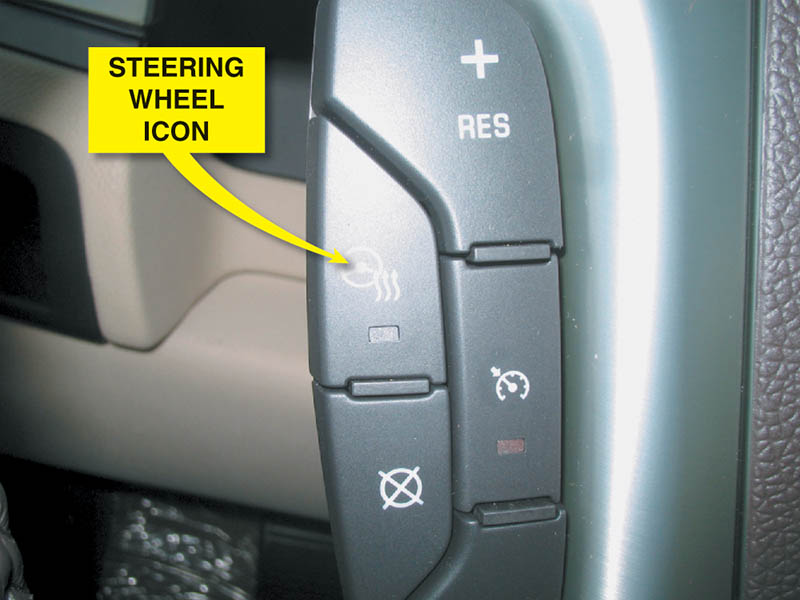 STEERING
WHEEL
ICON
+
RES